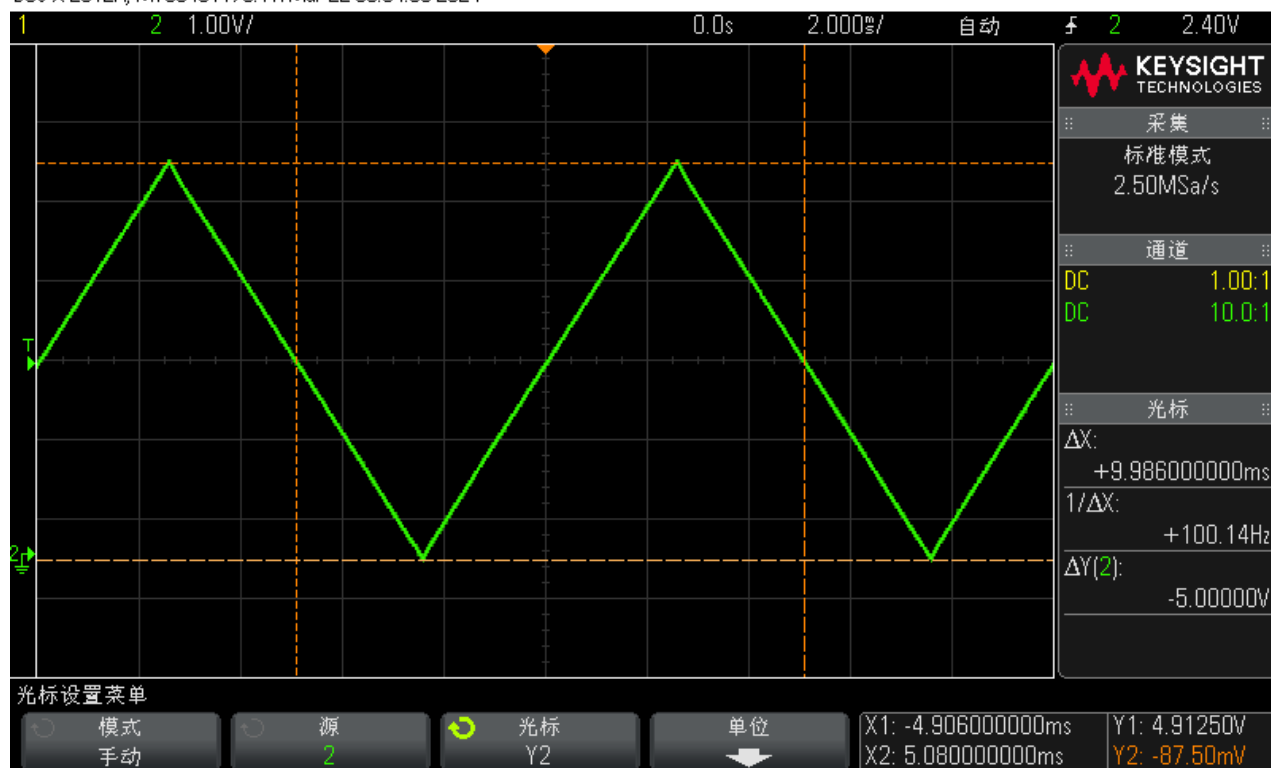 1 2 1.00V/ 0.0s 2.000ms/ 自动 2 2.40V
KEYSIGHT
TECHNOLOGIES
采集
标准模式
2.50MSa/s
通道
DC 1.00:1
DC 10.0:1
T
光标
ΔX:
+9.986000000ms
1/ΔX:
+100.14Hz
2
ΔY(2):
-5.00000V
光标设置菜单
模式 源 光标 单位 X1: -4.906000000ms Y1: 4.91250V
手动 2 Y2 X2: 5.080000000ms Y2: -87.50mV